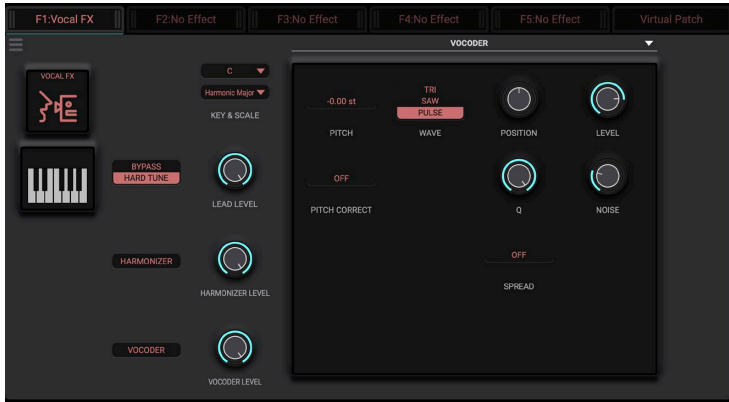 F1:Vocal FX
F2:No Effect
F3:No Effect
F4:No Effect
F5:No Effect
Virtual Patch
VOCODER
VOCAL FX
C
Harmonic Major
KEY & SCALE
BYPASS
HARD TUNE
LEAD LEVEL
HARMONIZER
HARMONIZER LEVEL
VOCODER
VOCODER LEVEL
-0.00 st
PITCH
TRI
SAW
PULSE
WAVE
POSITION
LEVEL
OFF
PITCH CORRECT
Q
NOISE
OFF
SPREAD